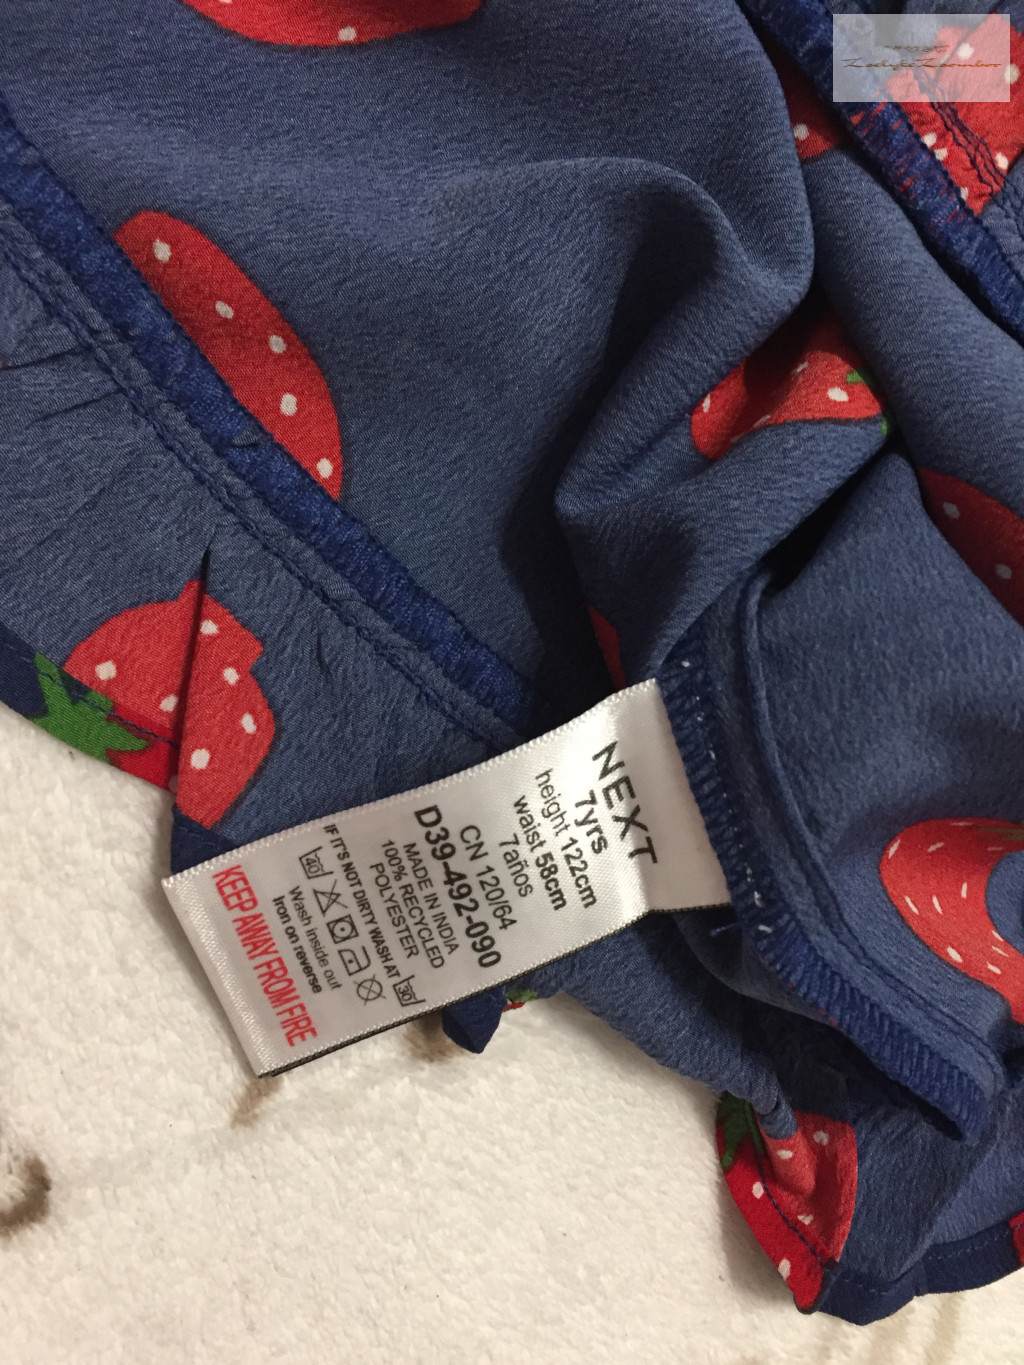 NEXT
7yrs
height 122cm
waist 58cm
7años
CN 120/64
D39-492-090
MADE IN INDIA
100% RECYCLED
POLYESTER
IF IT'S NOT DIRTY WASH AT 30
40
Wash inside out
Iron on reverse
KEEP AWAY FROM FIRE